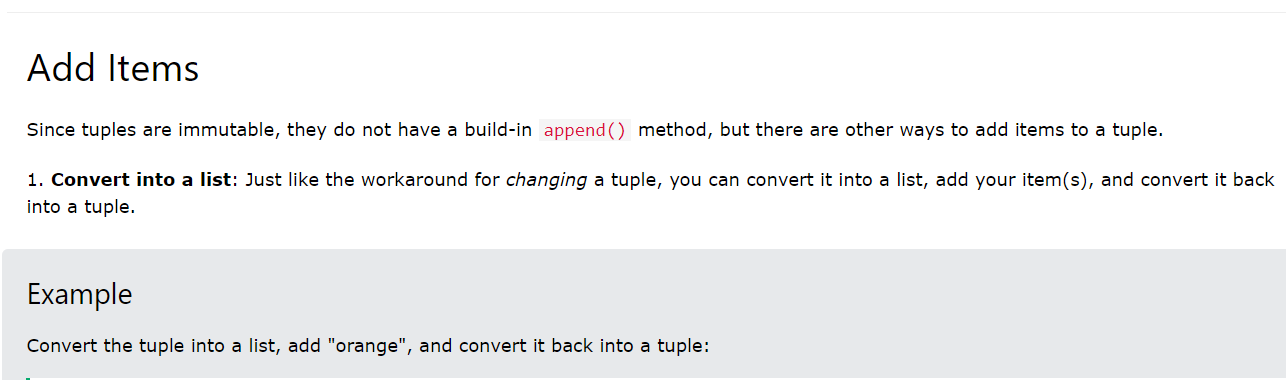 Add Items
Since tuples are immutable, they do not have a build-in append() method, but there are other ways to add items to a tuple.
1. Convert into a list: Just like the workaround for changing a tuple, you can convert it into a list, add your item(s), and convert it back
into a tuple.
Example
Convert the tuple into a list, add "orange", and convert it back into a tuple: